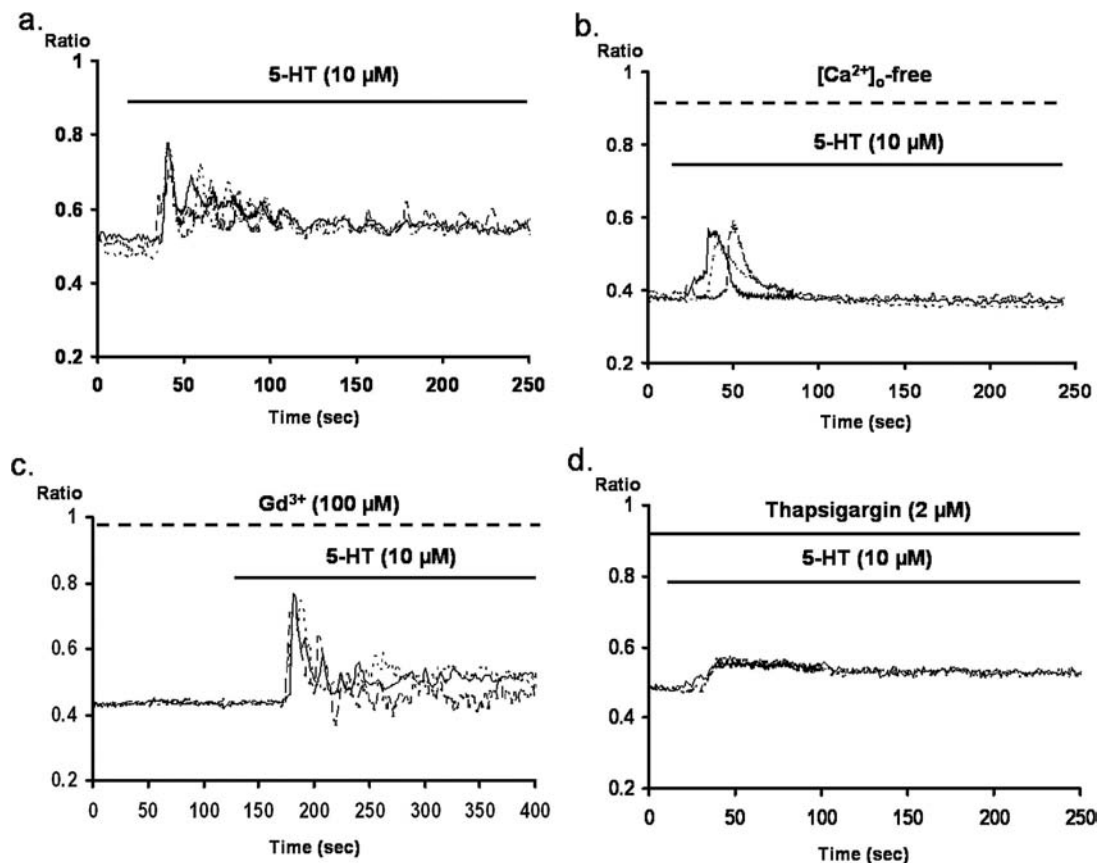 a.
Ratio
1
5-HT (10 µM)
0.8
0.6
0.4
0.2
0 50 100 150 200 250
Time (sec)
b.
Ratio
1
[Ca²⁺]ₒ-free
5-HT (10 µM)
0.8
0.6
0.4
0.2
0 50 100 150 200 250
Time (sec)
c.
Ratio
1
Gd³⁺ (100 µM)
5-HT (10 µM)
0.8
0.6
0.4
0.2
0 50 100 150 200 250 300 350 400
Time (sec)
d.
Ratio
1
Thapsigargin (2 µM)
5-HT (10 µM)
0.8
0.6
0.4
0.2
0 50 100 150 200 250
Time (sec)